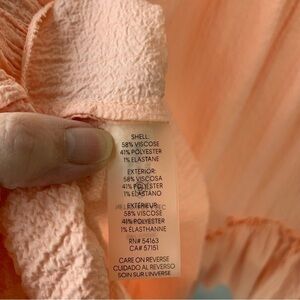 SHELL:
58% VISCOSE
41% POLYESTER
1% ELASTANE
EXTERIOR:
58% VISCOSA
41% POLIESTER
1% ELASTANO
EXTÉRIEUR:
58% VISCOSE
41% POLYESTER
1% ÉLASTHANNE
RN# 54163
CA# 57151
CARE ON REVERSE
CUIDADO AL REVERSO
SOIN SUR L'INVERSE